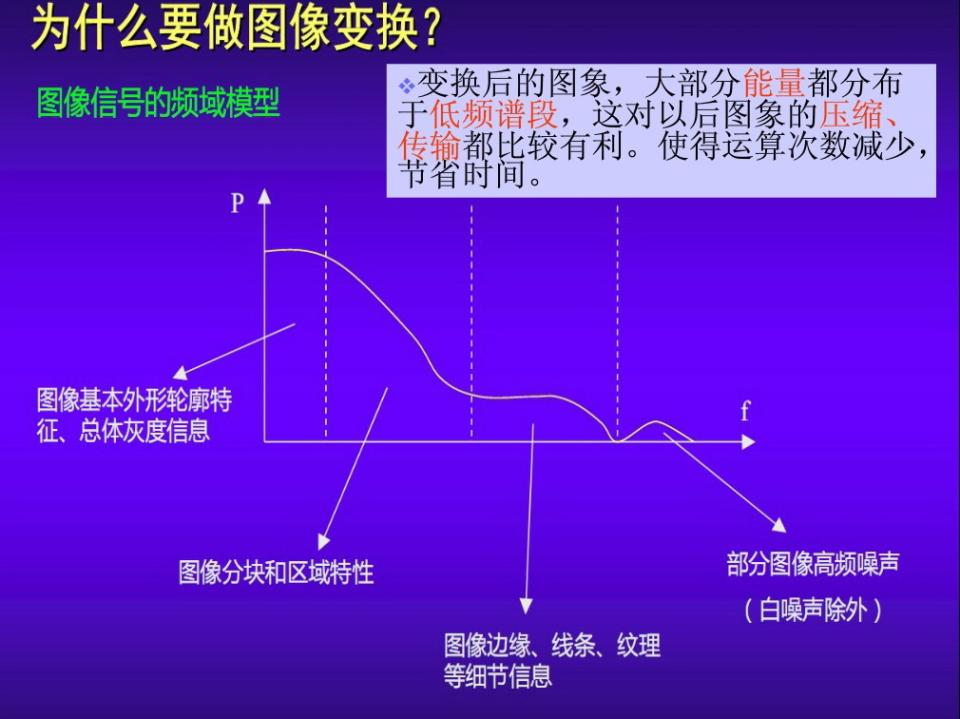 为什么要做图像变换？
图像信号的频域模型
❖变换后的图象，大部分能量都分布
于低频谱段，这对以后图象的压缩、
传输都比较有利。使得运算次数减少，
节省时间。
P
f
图像基本外形轮廓特
征、总体灰度信息
图像分块和区域特性
部分图像高频噪声
（白噪声除外）
图像边缘、线条、纹理
等细节信息